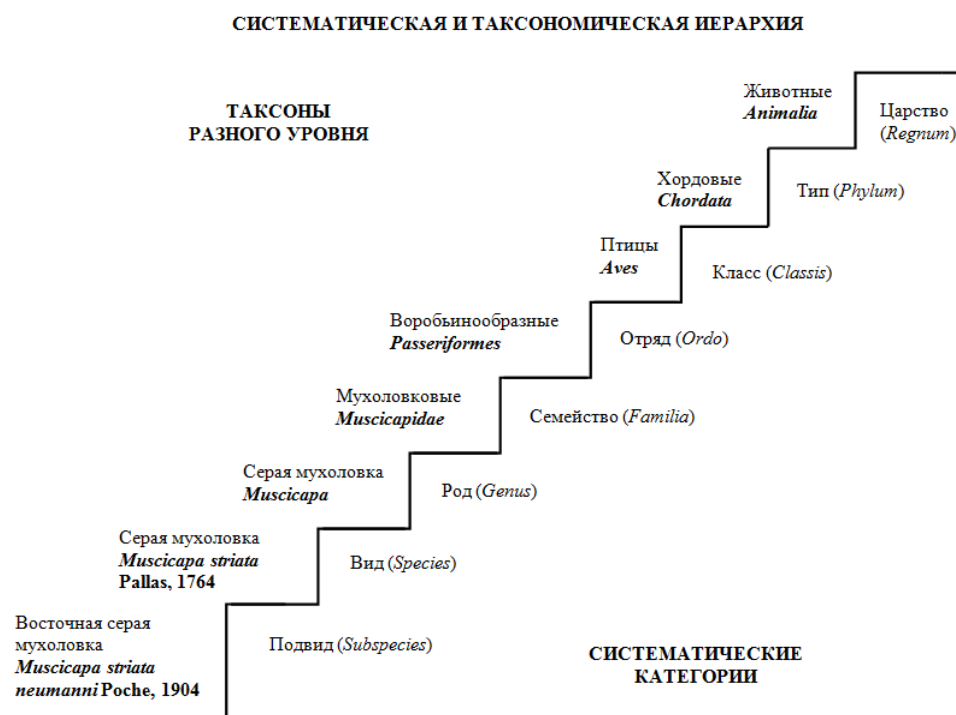 СИСТЕМАТИЧЕСКАЯ И ТАКСОНОМИЧЕСКАЯ ИЕРАРХИЯ
ТАКСОНЫ
РАЗНОГО УРОВНЯ
Животные
Animalia
Царство
(Regnum)
Хордовые
Chordata
Тип (Phylum)
Птицы
Aves
Класс (Classis)
Воробьинообразные
Passeriformes
Отряд (Ordo)
Мухоловковые
Muscicapidae
Семейство (Familia)
Серая мухоловка
Muscicapa
Род (Genus)
Серая мухоловка
Muscicapa striata
Pallas, 1764
Вид (Species)
Восточная серая
мухоловка
Muscicapa striata
neumanni Poche, 1904
Подвид (Subspecies)
СИСТЕМАТИЧЕСКИЕ
КАТЕГОРИИ